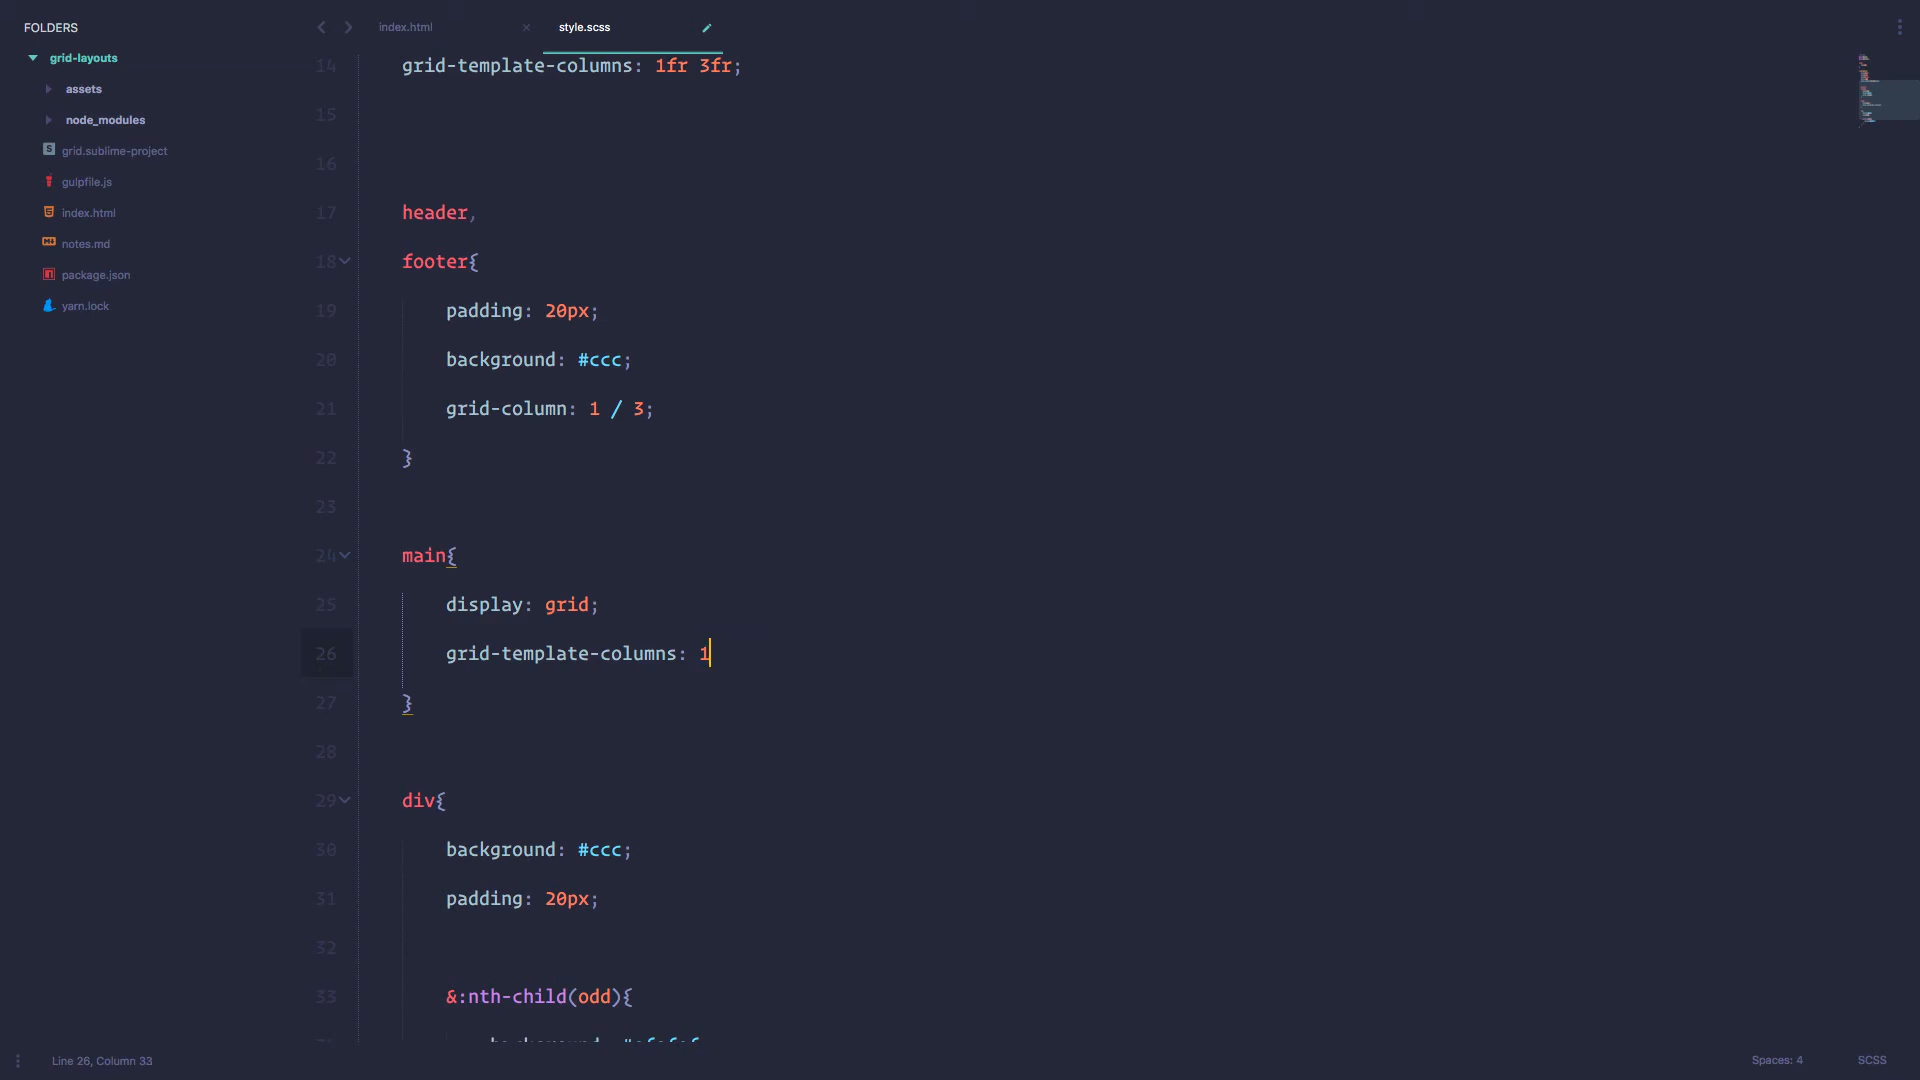 FOLDERS
grid-layouts
assets
node_modules
grid.sublime-project
gulpfile.js
index.html
notes.md
package.json
yarn.lock
index.html ×
style.scss
14 grid-template-columns: 1fr 3fr;
15
16
17 header,
18 footer{
19 padding: 20px;
20 background: #ccc;
21 grid-column: 1 / 3;
22 }
23
24 main{
25 display: grid;
26 grid-template-columns: 1
27 }
28
29 div{
30 background: #ccc;
31 padding: 20px;
32
33 &:nth-child(odd){
Line 26, Column 33
Spaces: 4
SCSS